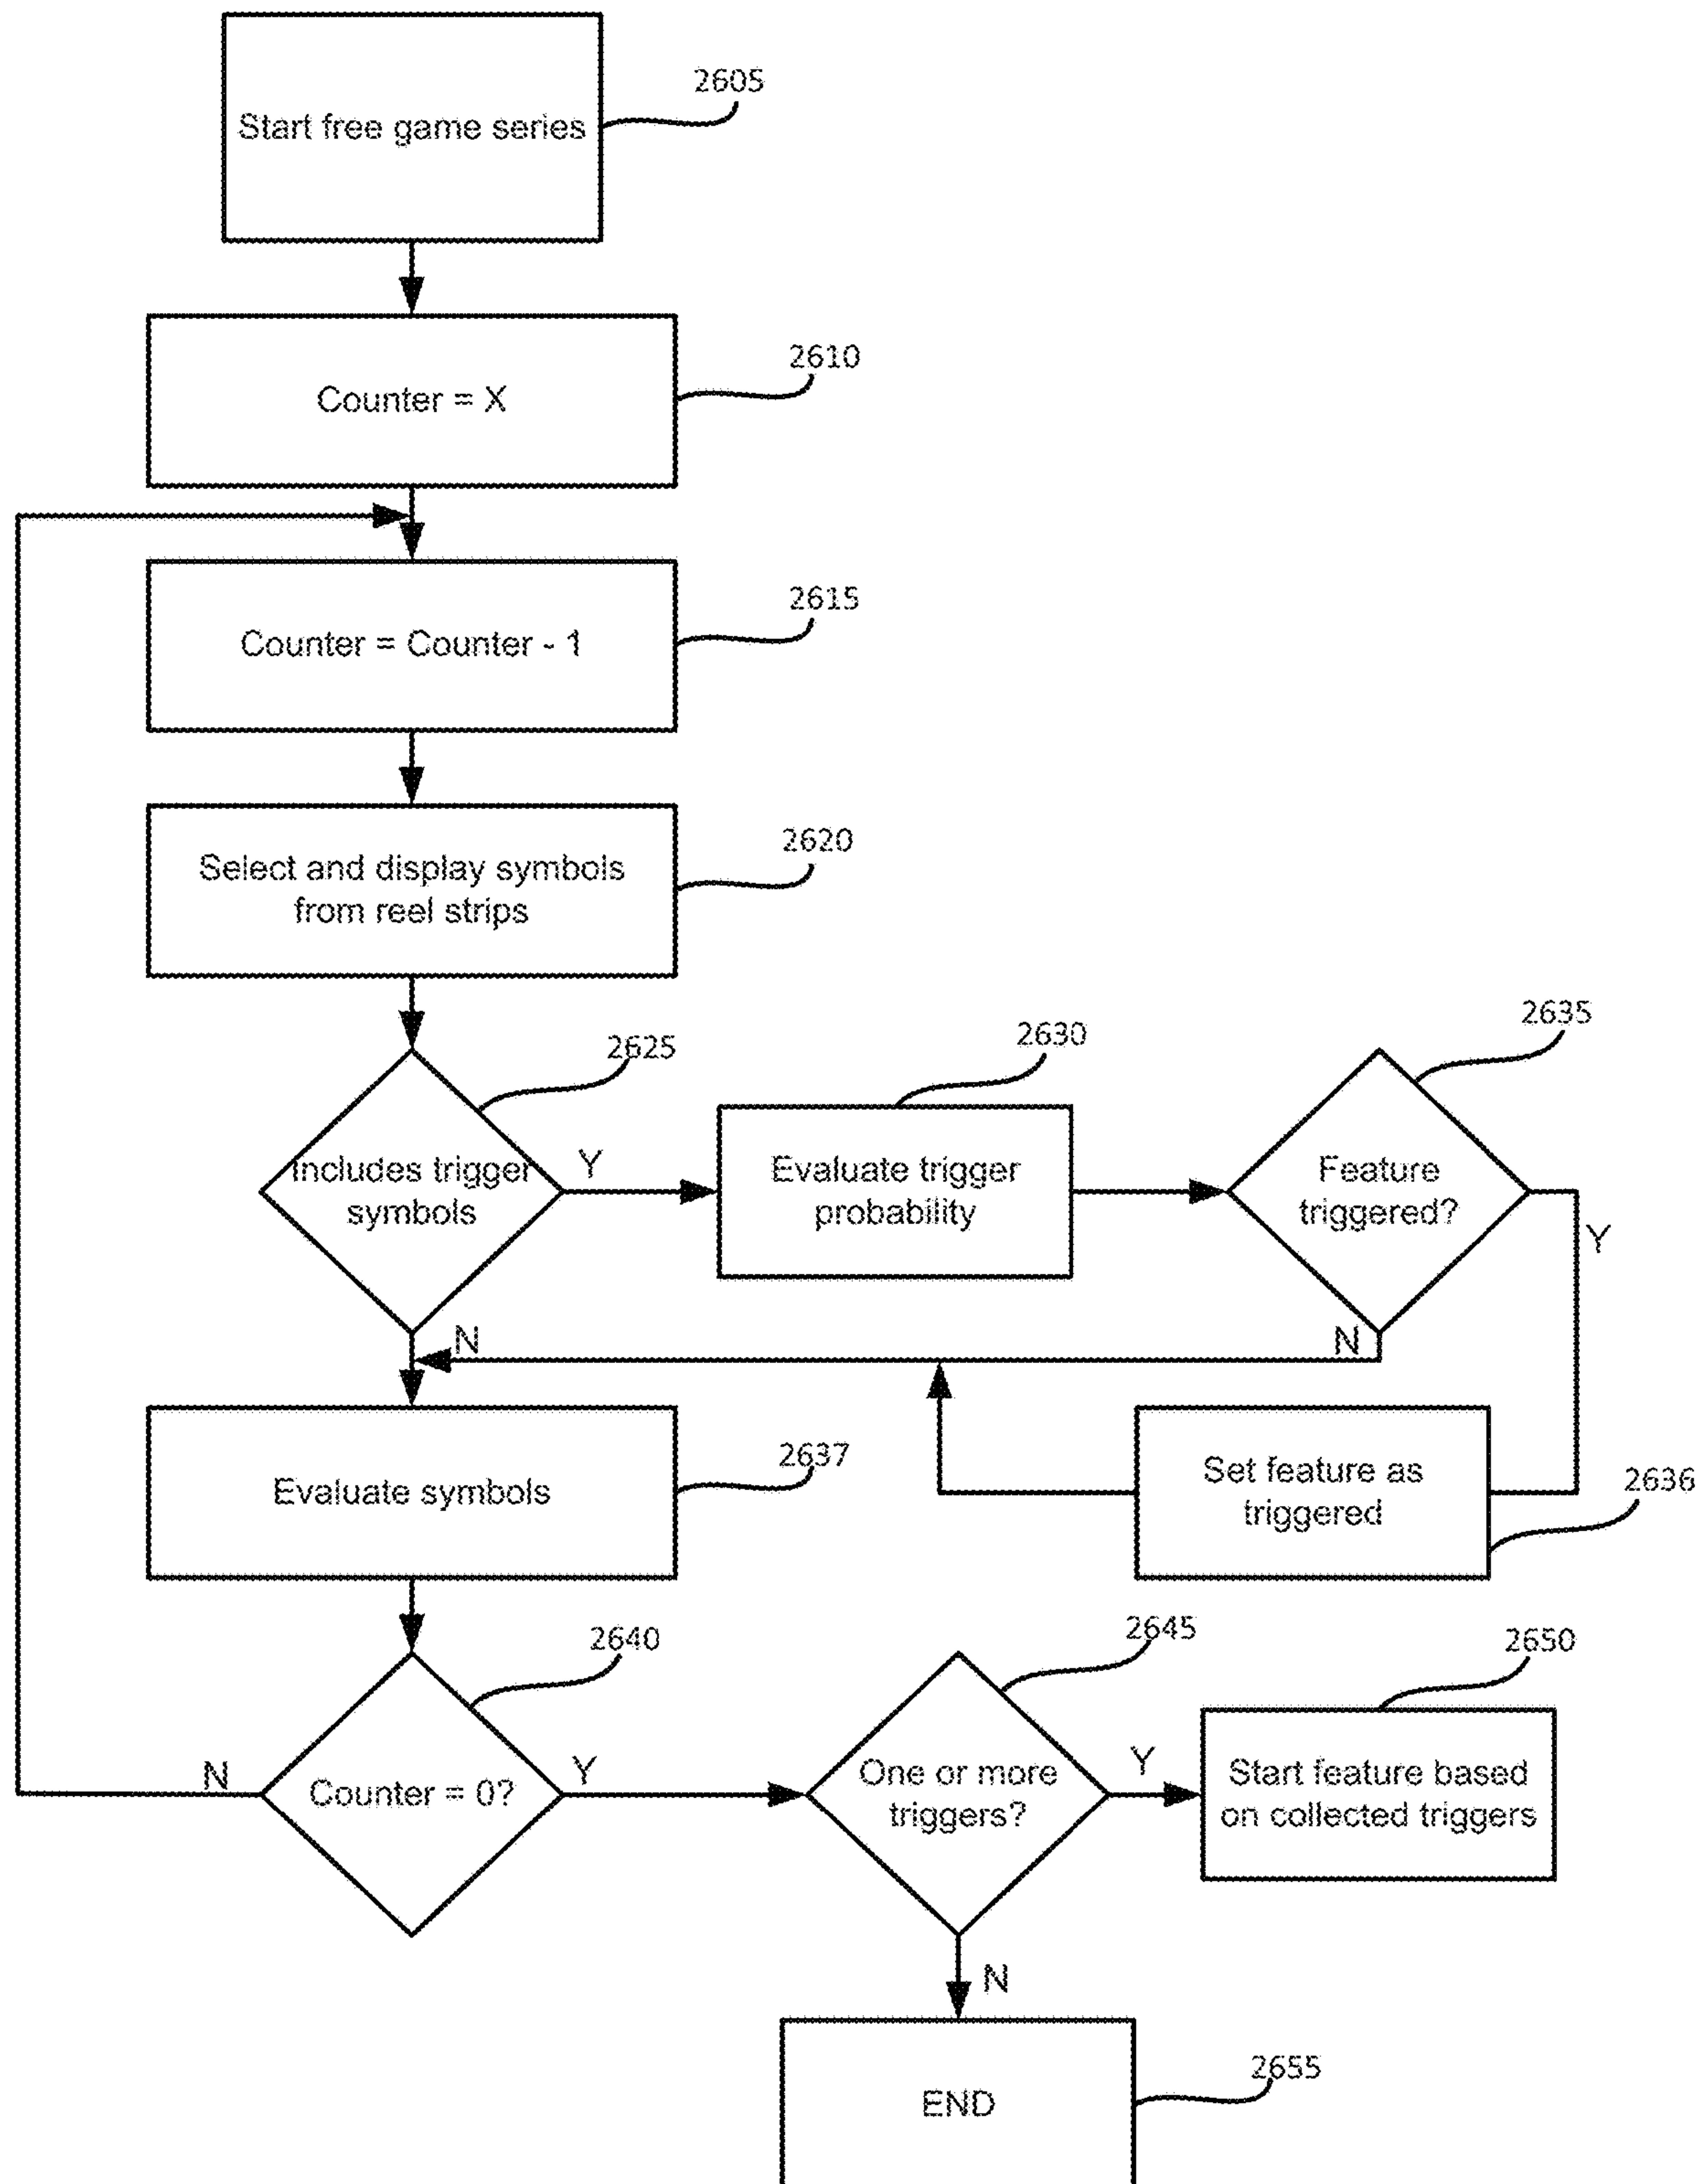 Start free game series
2605
Counter = X
2610
Counter = Counter - 1
2615
Select and display symbols
from reel strips
2620
Includes trigger
symbols
2625
Y
N
Evaluate trigger
probability
2630
Feature
triggered?
2635
Y
N
Set feature as
triggered
2636
Evaluate symbols
2637
Counter = 0?
2640
N
Y
One or more
triggers?
2645
Y
N
Start feature based
on collected triggers
2650
END
2655